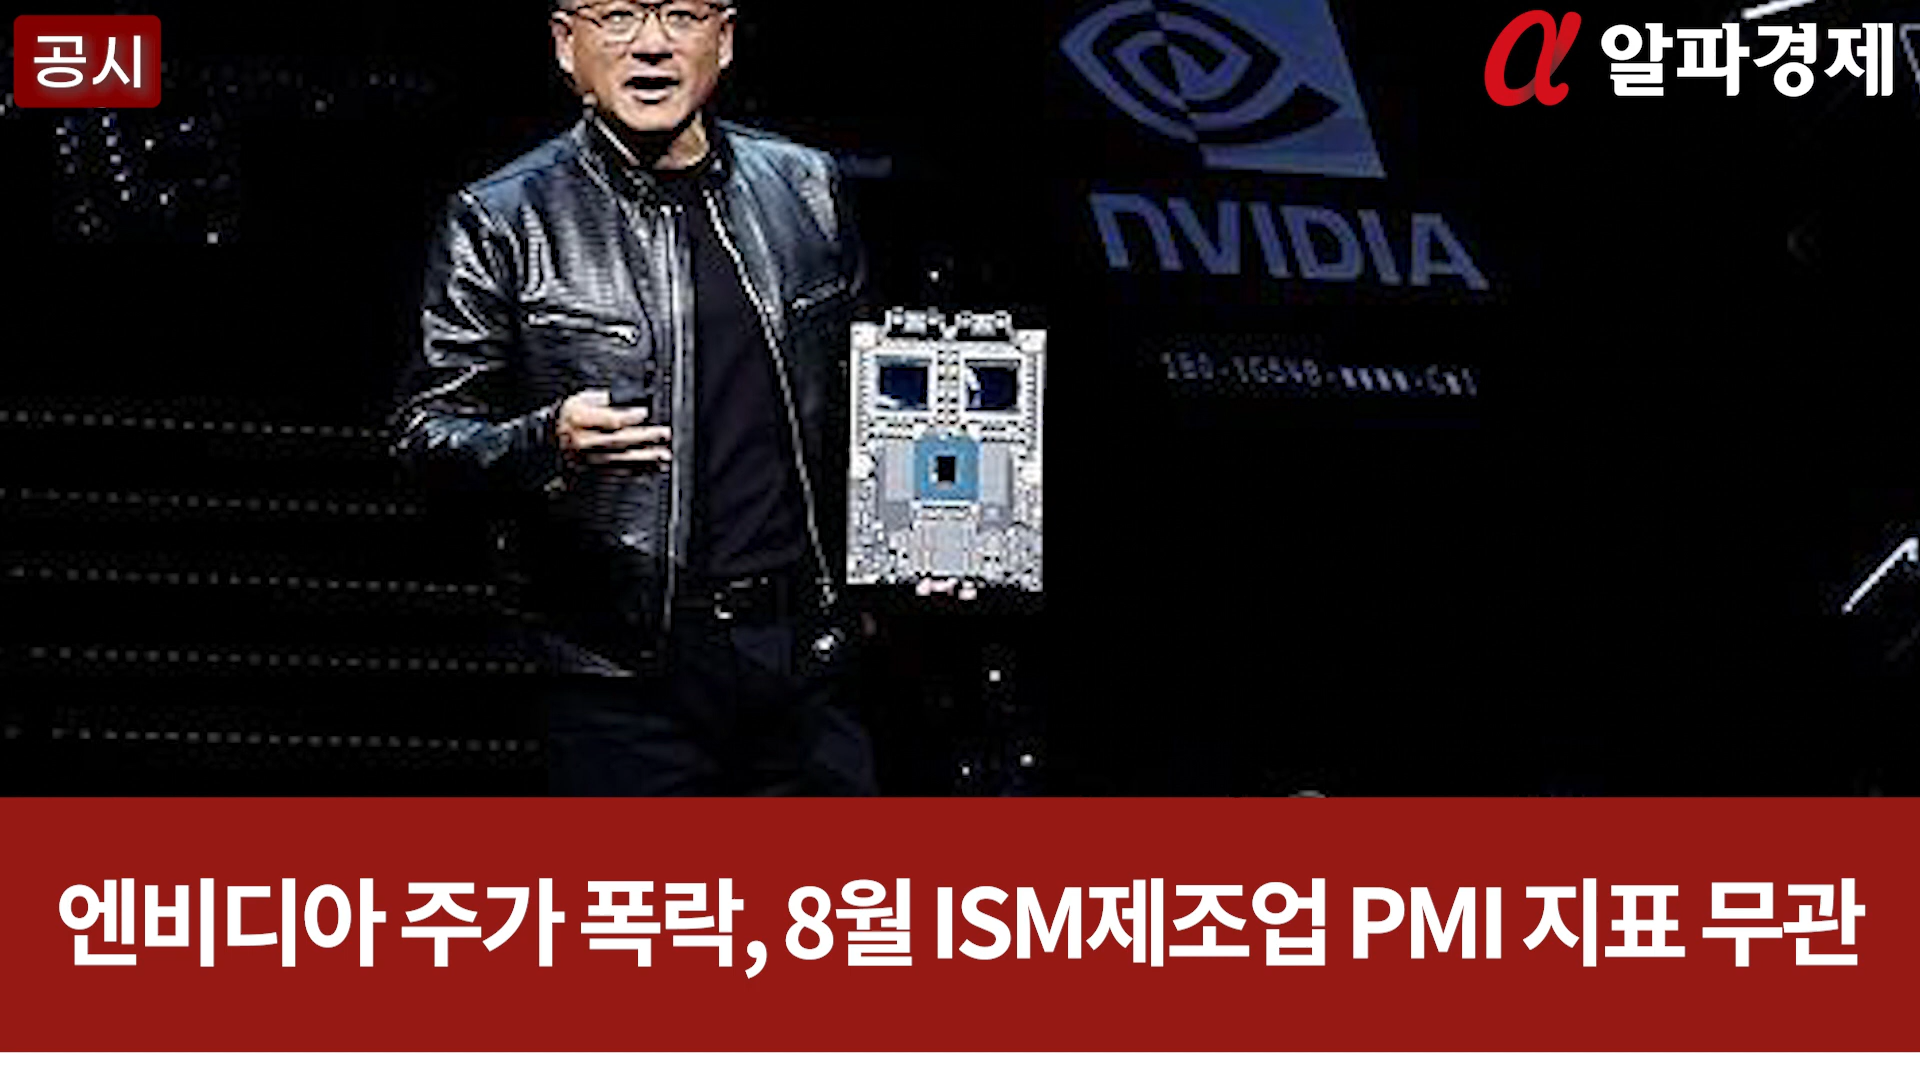 공시
α 알파경제
NVIDIA
엔비디아 주가 폭락, 8월 ISM제조업 PMI 지표 무관